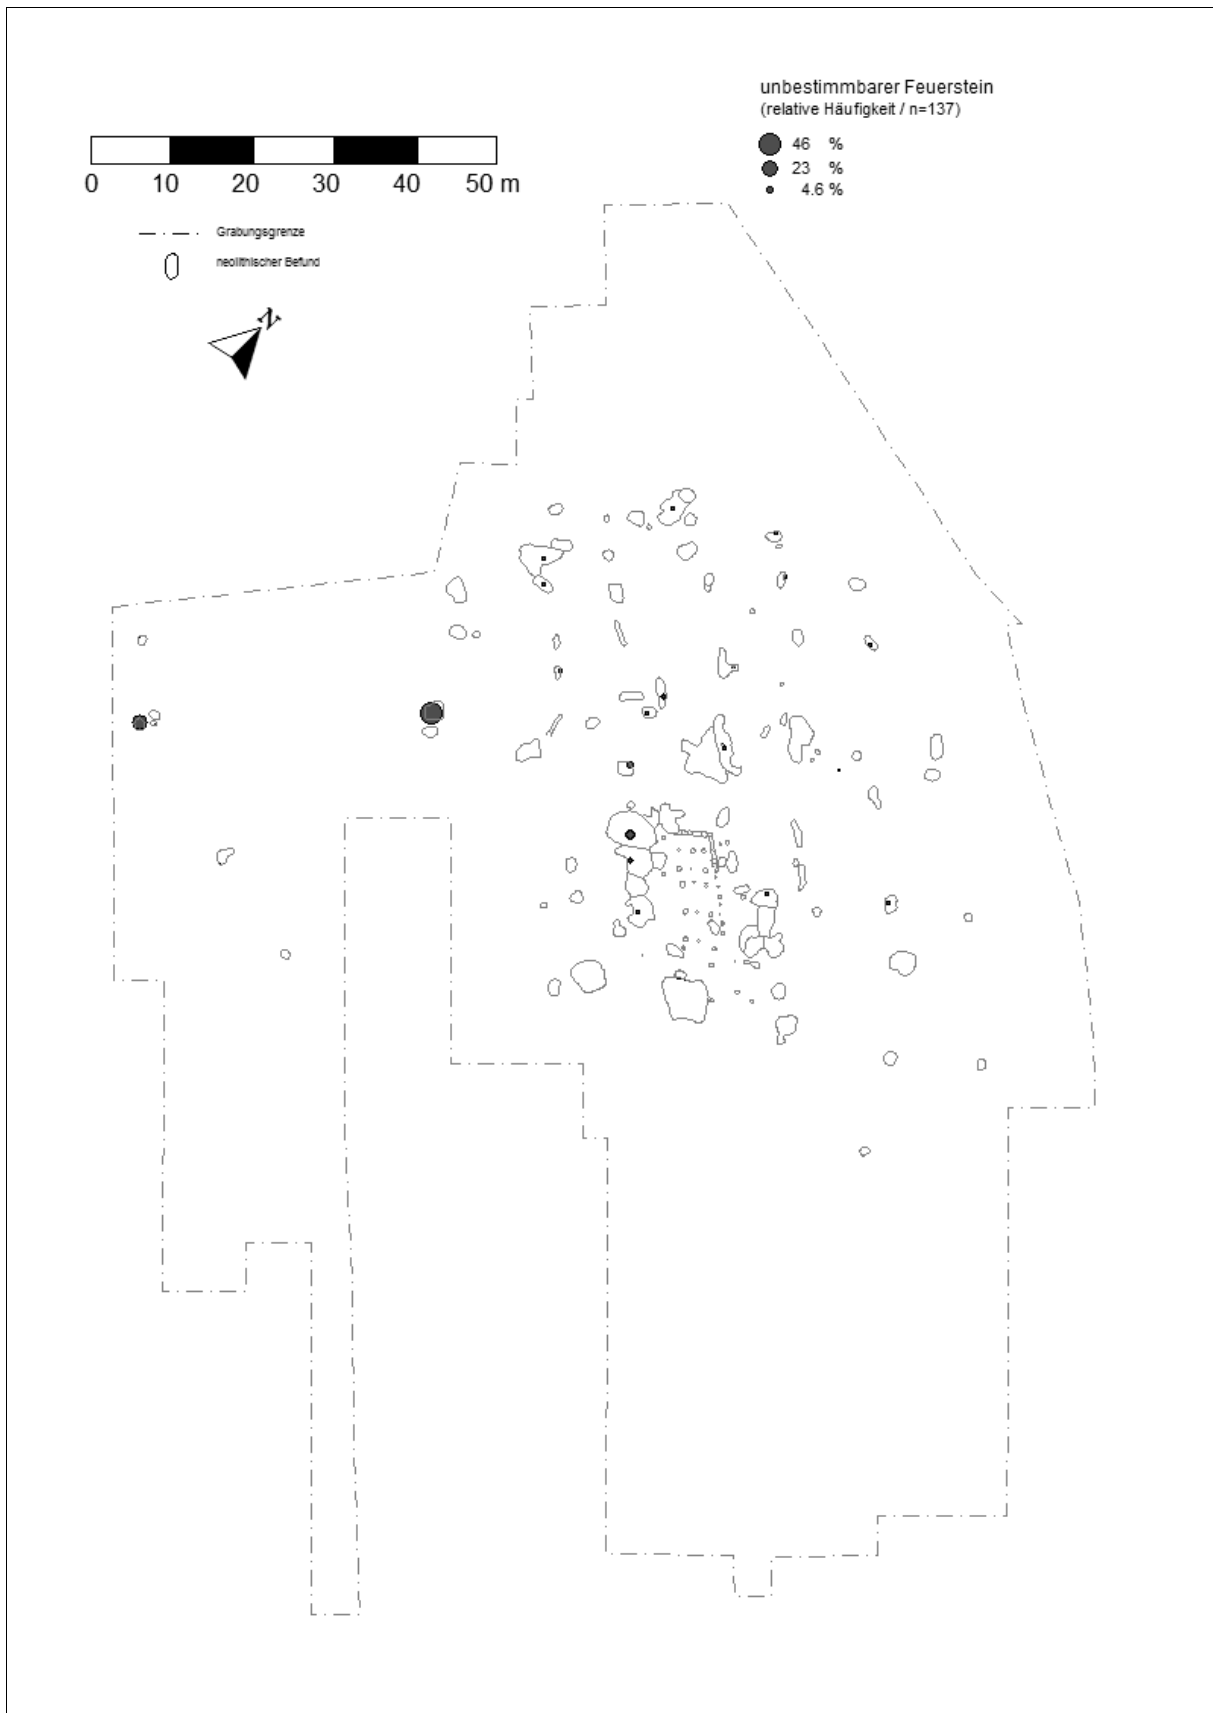 unbestimmbarer Feuerstein
(relative Häufigkeit / n=137)
46 %
23 %
4.6 %
0 10 20 30 40 50 m
Grabungsgrenze
neolithischer Befund
N